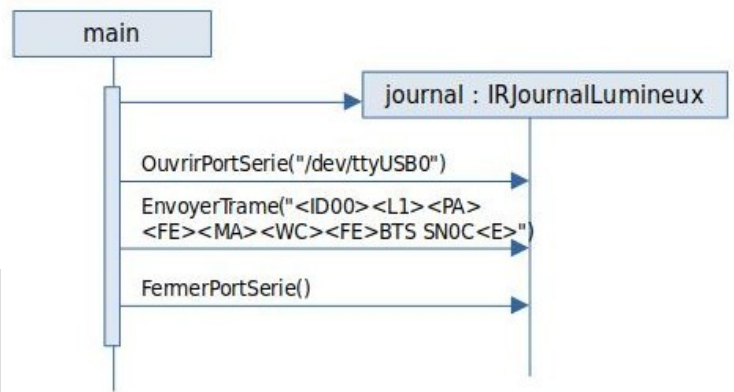 main
journal : IRJournalLumineux
OuvrirPortSerie("/dev/ttyUSB0")
EnvoyerTrame("<ID00><L1><PA>
<FE><MA><WC><FE>BTS SN0C<E>")
FermerPortSerie()